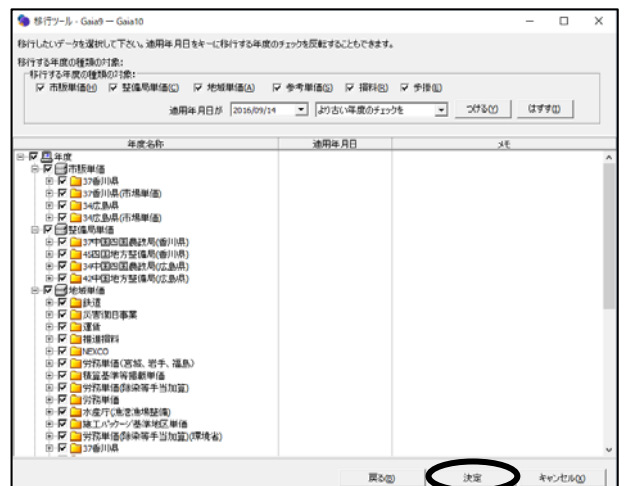 移行ツール - Gaia9 ― Gaia10
移行したいデータを選択して下さい。適用年月日をキーに移行する年度のチェックを反転することもできます。
移行する年度の種類の対象:
移行する年度の種類の対象:
市販単価(H) 整備局単価(C) 地域単価(A) 参考単価(S) 損料(R) 歩掛(L)
適用年月日が 2016/09/14 より古い年度のチェックを つける(Y) はずす(J)
年度名称 適用年月日 メモ
年度
市販単価
37香川県
37香川県(市場単価)
34広島県
34広島県(市場単価)
整備局単価
37中国四国農政局(香川県)
45四国地方整備局(香川県)
34中国四国農政局(広島県)
42中国地方整備局(広島県)
地域単価
鉄道
災害復旧事業
運賃
推進損料
NEXCO
労務単価(宮城、岩手、福島)
積算基準等掲載単価
労務単価(除染等手当加算)
労務単価
水産庁(漁港漁場整備)
施工パッケージ基準地区単価
労務単価(除染等手当加算)(環境省)
37香川県
戻る(B) 決定 キャンセル(X)